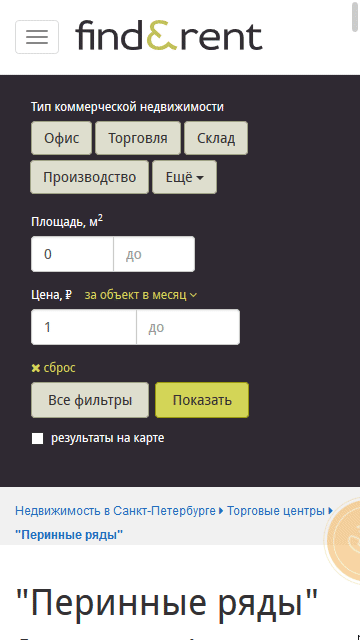 find&rent
Тип коммерческой недвижимости
Офис Торговля Склад
Производство Ещё
Площадь, м²
0 до
Цена, ₽ за объект в месяц
1 до
сброс
Все фильтры Показать
результаты на карте
Недвижимость в Санкт-Петербурге Торговые центры
"Перинные ряды"
"Перинные ряды"